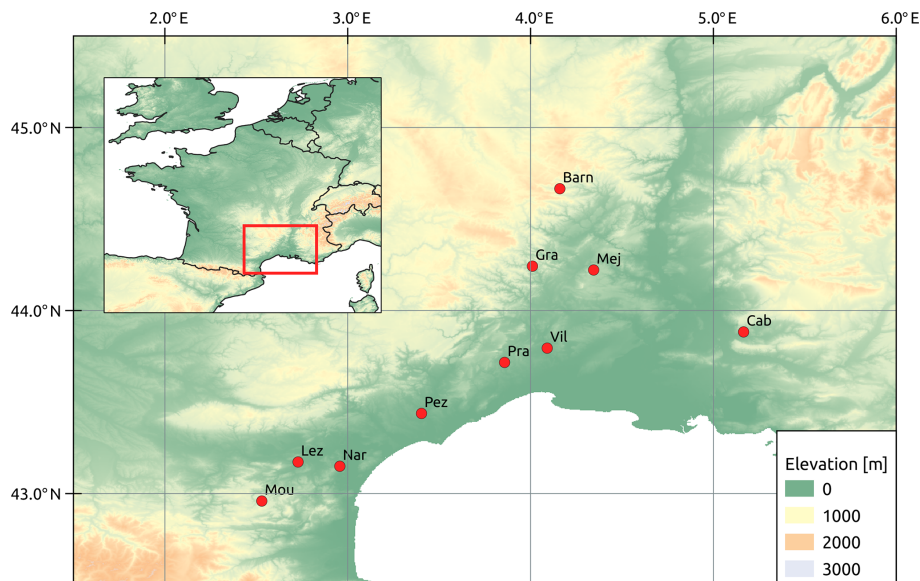 2.0°E 3.0°E 4.0°E 5.0°E 6.0°E
45.0°N
Barn
Gra
Mej
44.0°N
Cab
Vil
Pra
Pez
Lez
Nar
43.0°N
Mou
Elevation [m]
0
1000
2000
3000